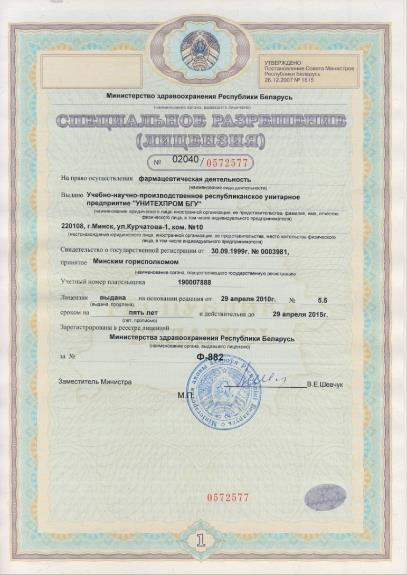 УТВЕРЖДЕНО
Постановление Совета Министров
Республики Беларусь
26.12.2007 № 1815
Министерство здравоохранения Республики Беларусь
(наименование органа, выдавшего лицензию)
СПЕЦИАЛЬНОЕ РАЗРЕШЕНИЕ
(ЛИЦЕНЗИЯ)
№ 02040/0572577
На право осуществления фармацевтическая деятельность
(наименование вида деятельности)
Выдано Учебно-научно-производственное республиканское унитарное
предприятие "УНИТЕХПРОМ БГУ"
(наименование юридического лица, иностранной организации, ее представительства, фамилия, имя, отчество
физического лица, в том числе индивидуального предпринимателя)
220108, г.Минск, ул.Курчатова-1, ком. №10
(местонахождение юридического лица, иностранной организации, ее представительства, место жительства физического
лица, в том числе индивидуального предпринимателя)
Свидетельство о государственной регистрации от 30.09.1999г. № 0003981,
принятое Минским горисполкомом
(наименование органа, осуществляющего государственную регистрацию)
Учетный номер плательщика 190007888
Лицензия выдана на основании решения от 29 апреля 2010г. № 5.5
(выдана, продлена)
сроком на пять лет и действительна до 29 апреля 2015г.
(лет, прописью)
Зарегистрирована в реестре лицензий
Министерства здравоохранения Республики Беларусь
(наименование органа, выдавшего лицензию)
за № Ф-882
Заместитель Министра В.Е.Шевчук
М.П.
0572577
1